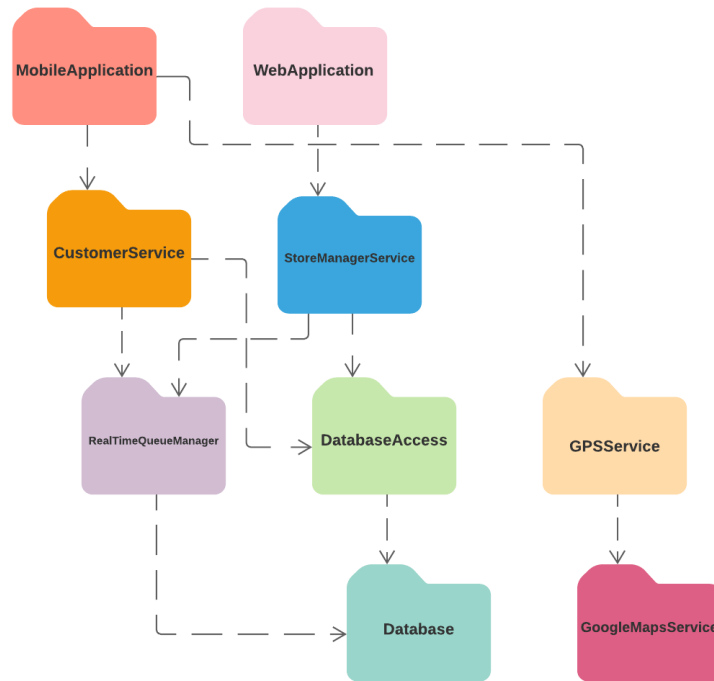 MobileApplication
WebApplication
CustomerService
StoreManagerService
RealTimeQueueManager
DatabaseAccess
GPSService
Database
GoogleMapsService